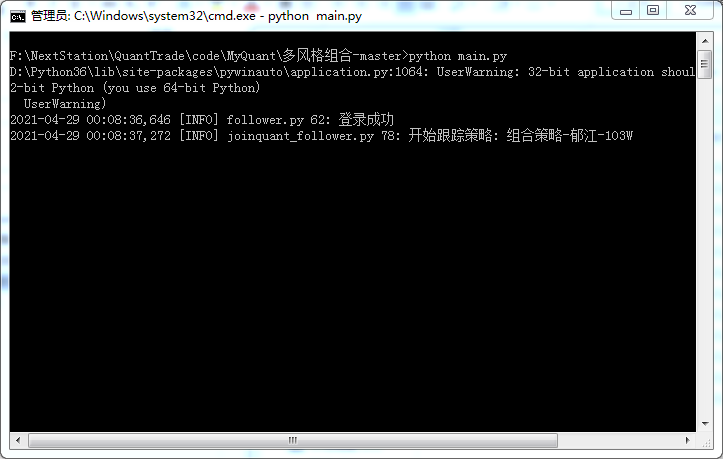 管理员: C:\Windows\system32\cmd.exe - python  main.py
F:\NextStation\QuantTrade\code\MyQuant\多风格组合-master>python main.py
D:\Python36\lib\site-packages\pywinauto\application.py:1064: UserWarning: 32-bit application shoul
2-bit Python (you use 64-bit Python)
  UserWarning)
2021-04-29 00:08:36,646 [INFO] follower.py 62: 登录成功
2021-04-29 00:08:37,272 [INFO] joinquant_follower.py 78: 开始跟踪策略: 组合策略-郁江-103W